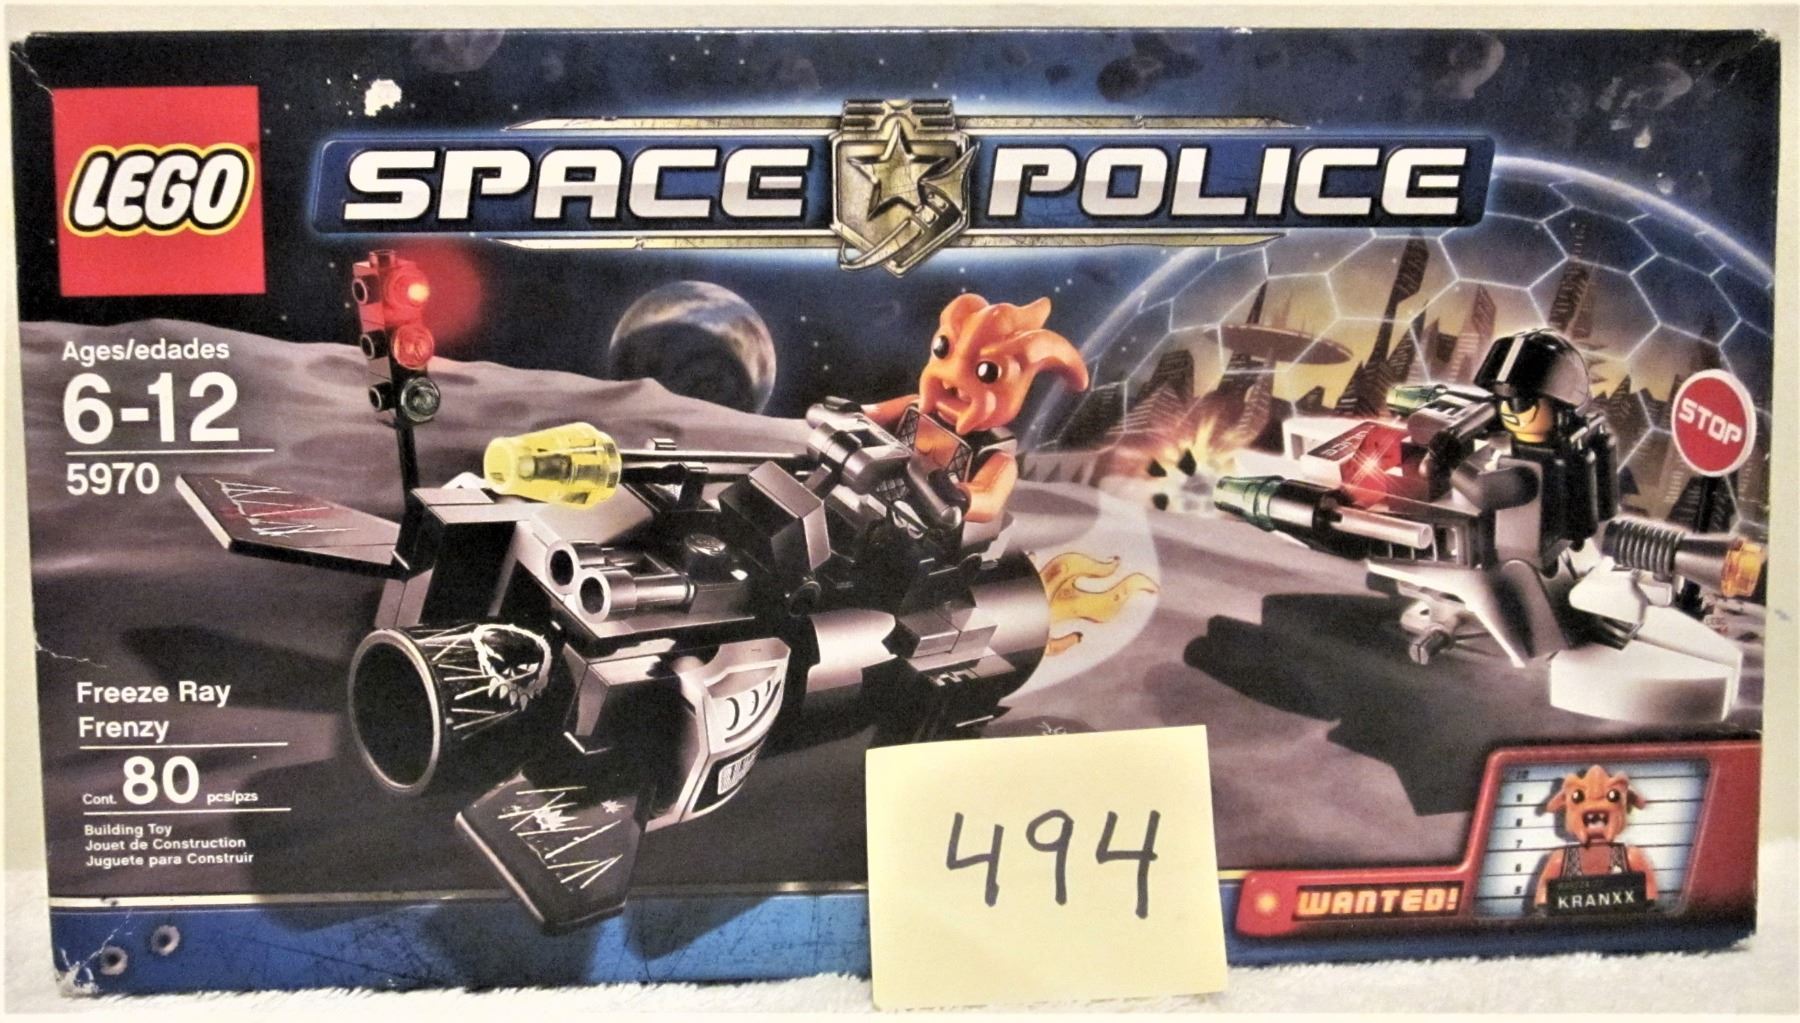 LEGO
SPACE POLICE
Ages/edades
6-12
5970
STOP
Freeze Ray
Frenzy
Cont. 80 pcs/pzs
Building Toy
Jouet de Construction
Juguete para Construir
494
WANTED!
KRANXX